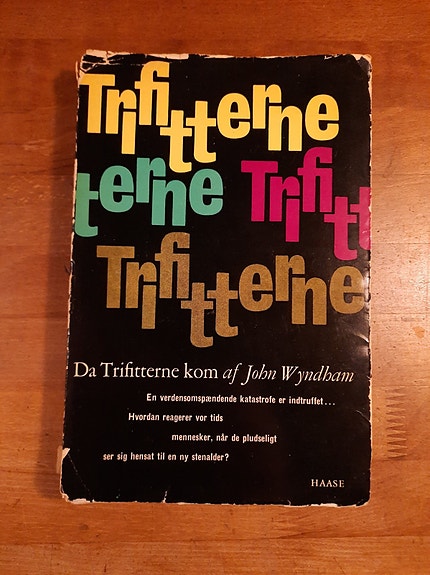 Trifitterne
terne Trifitt
Trifitterne
Da Trifitterne kom af John Wyndham
En verdensomspændende katastrofe er indtruffet...
Hvordan reagerer vor tids
mennesker, når de pludseligt
ser sig hensat til en ny stenalder?
HAASE